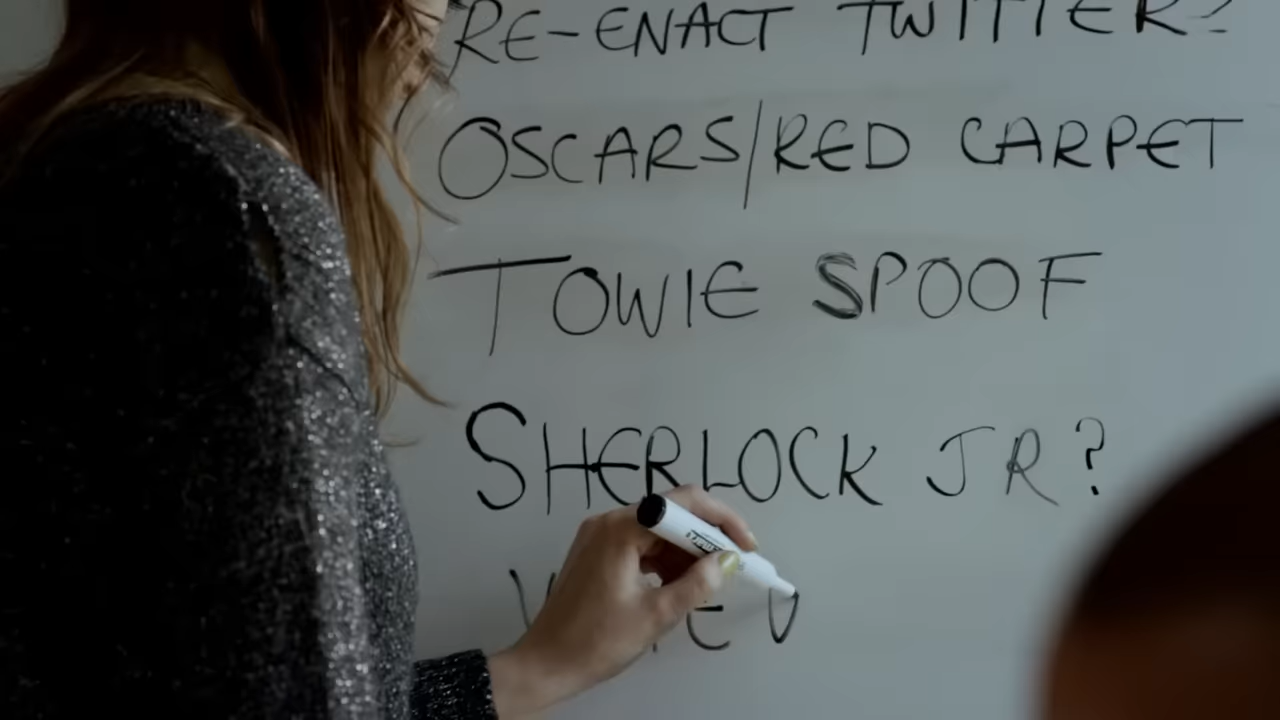 RE-ENACT TWITTER?
OSCARS/RED CARPET
TOWIE SPOOF
SHERLOCK JR?